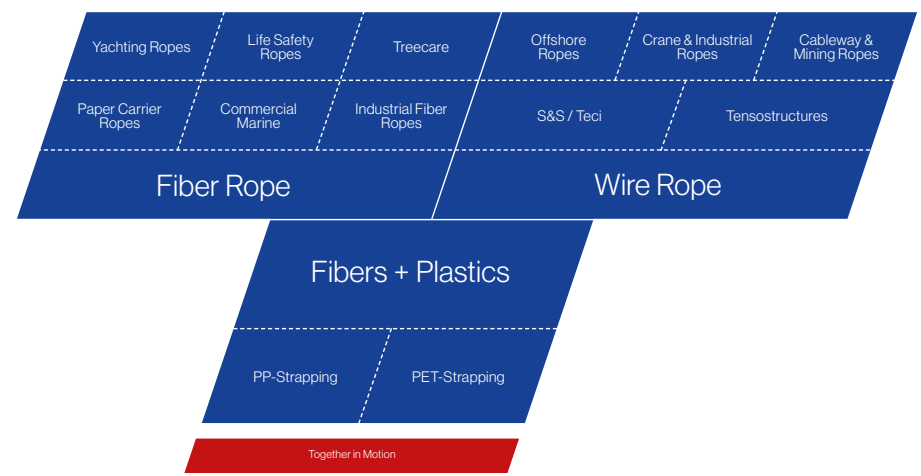 Yachting Ropes
Life Safety
Ropes
Treecare
Offshore
Ropes
Crane & Industrial
Ropes
Cableway &
Mining Ropes
Paper Carrier
Ropes
Commercial
Marine
Industrial Fiber
Ropes
S&S / Teci
Tensostructures
Fiber Rope
Wire Rope
Fibers + Plastics
PP-Strapping
PET-Strapping
Together in Motion